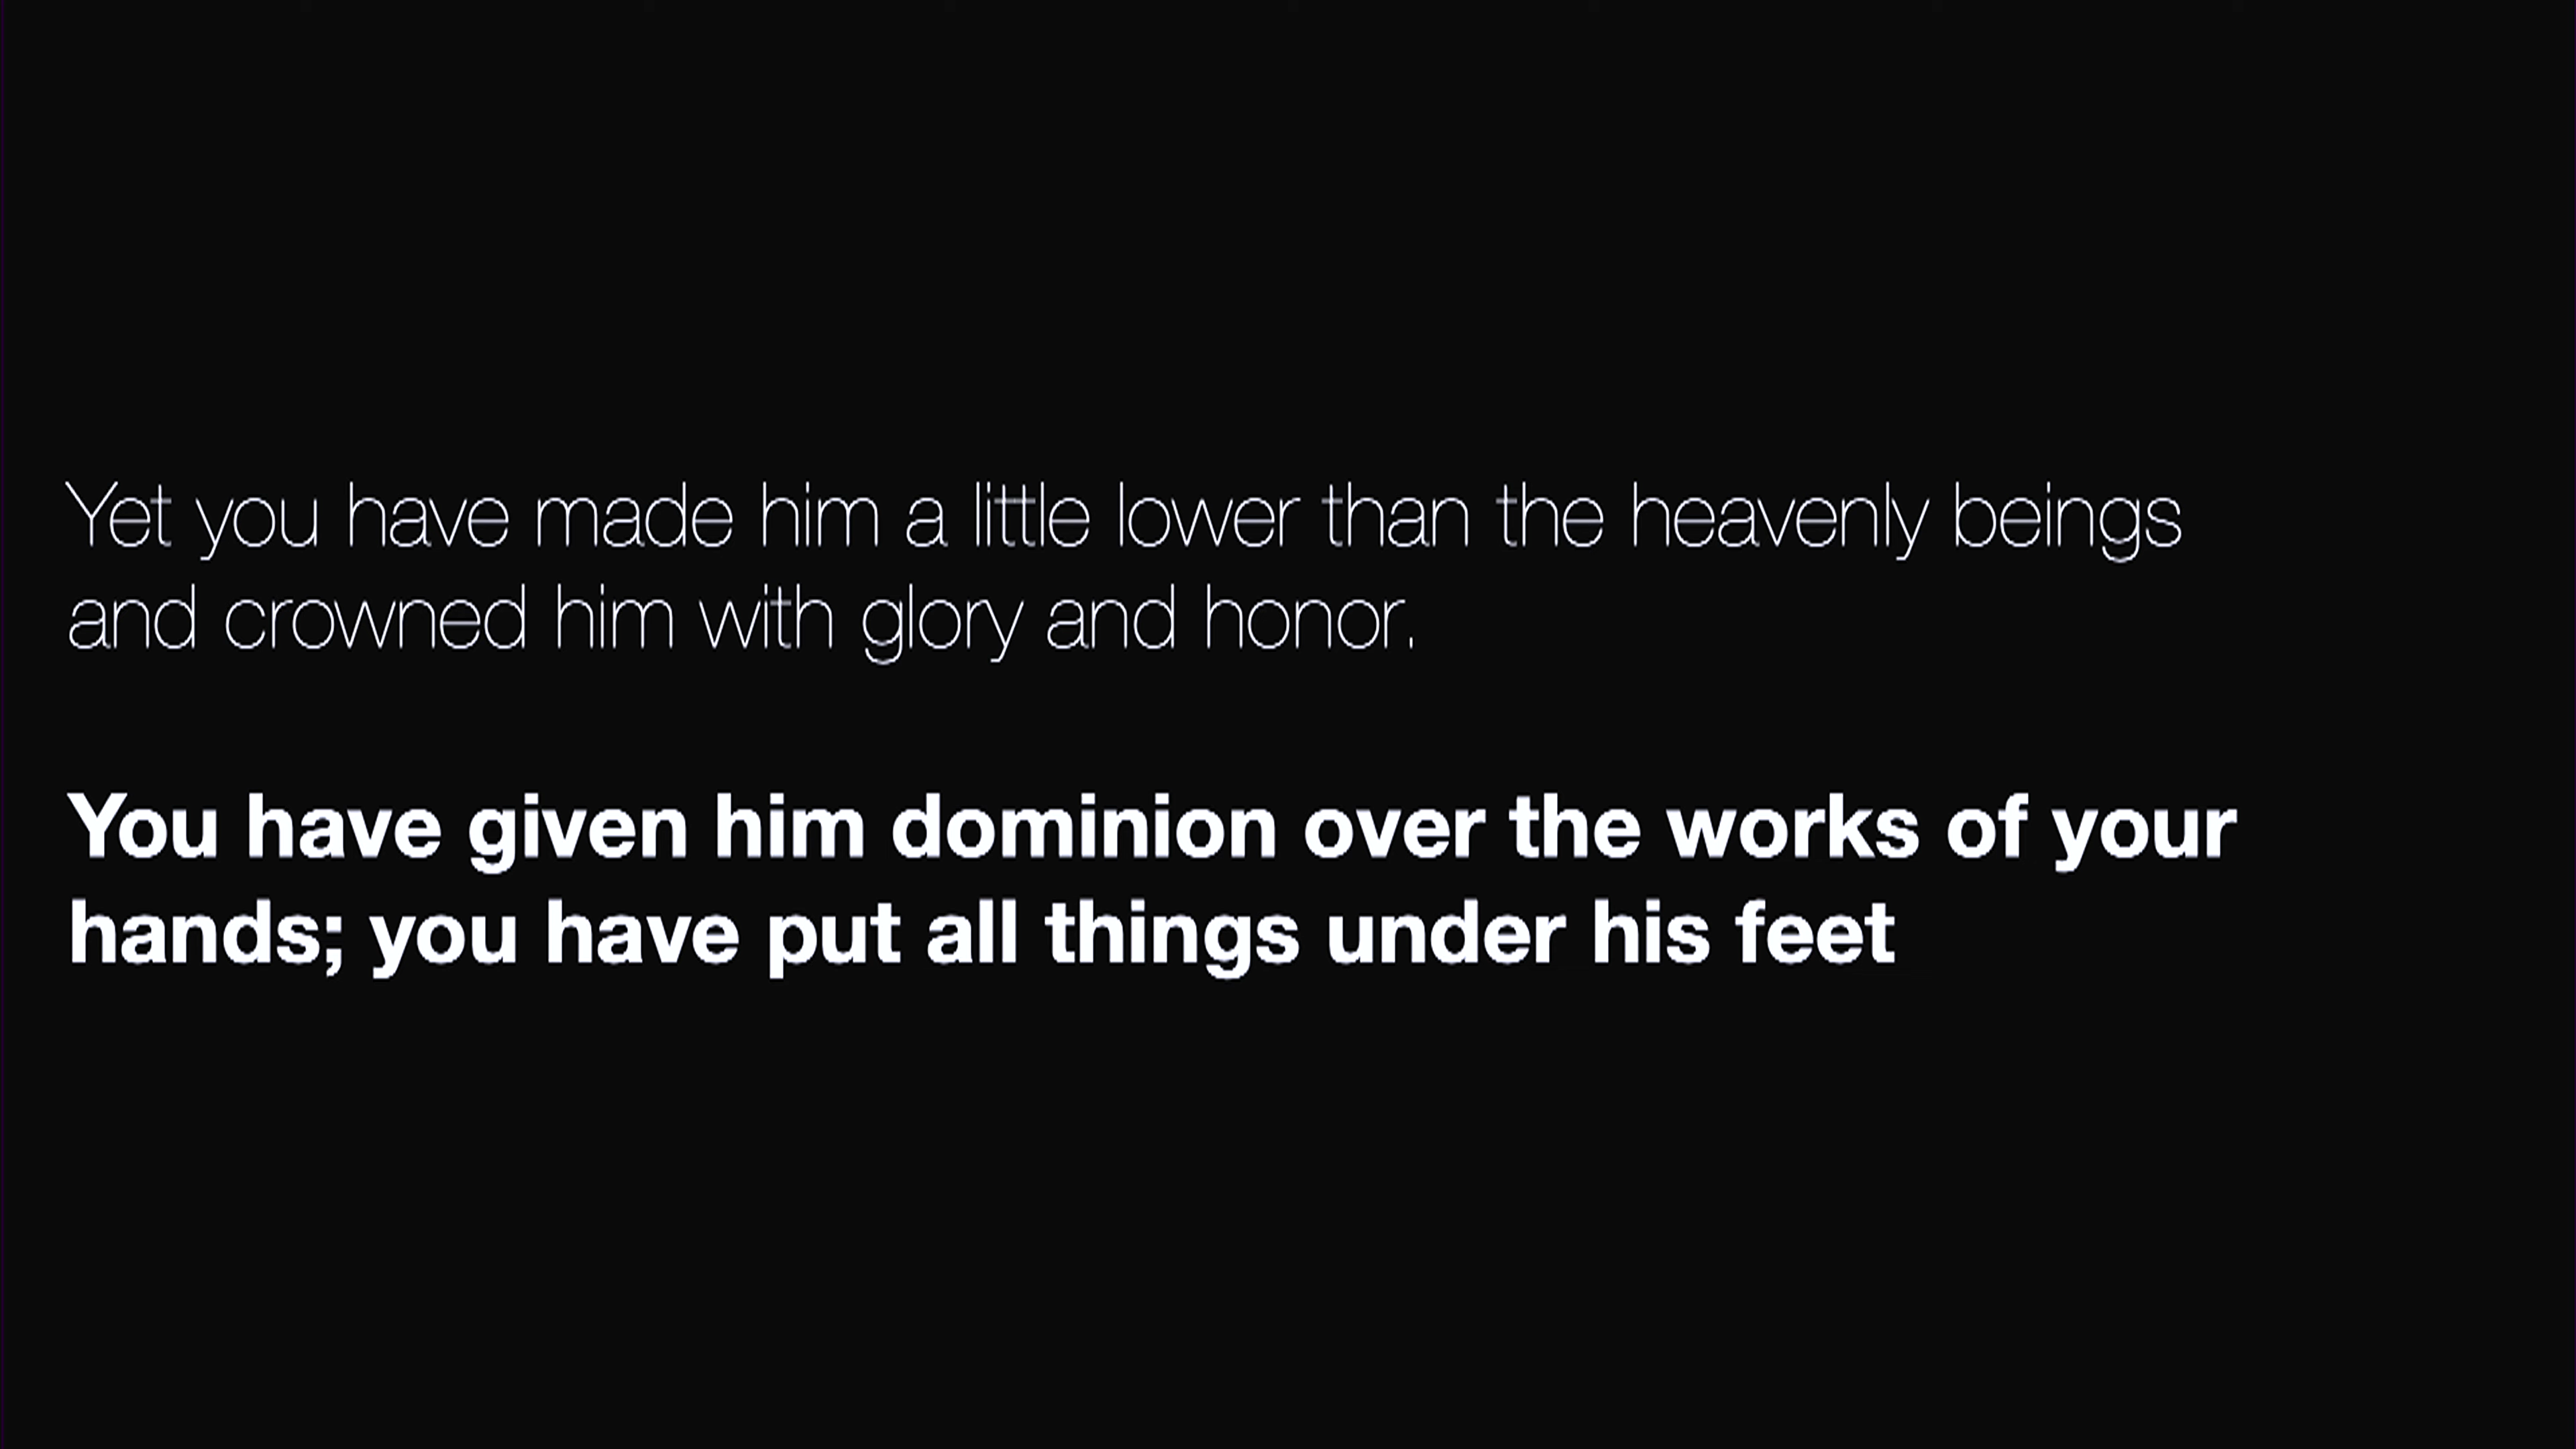 Yet you have made him a little lower than the heavenly beings
and crowned him with glory and honor.
You have given him dominion over the works of your
hands; you have put all things under his feet